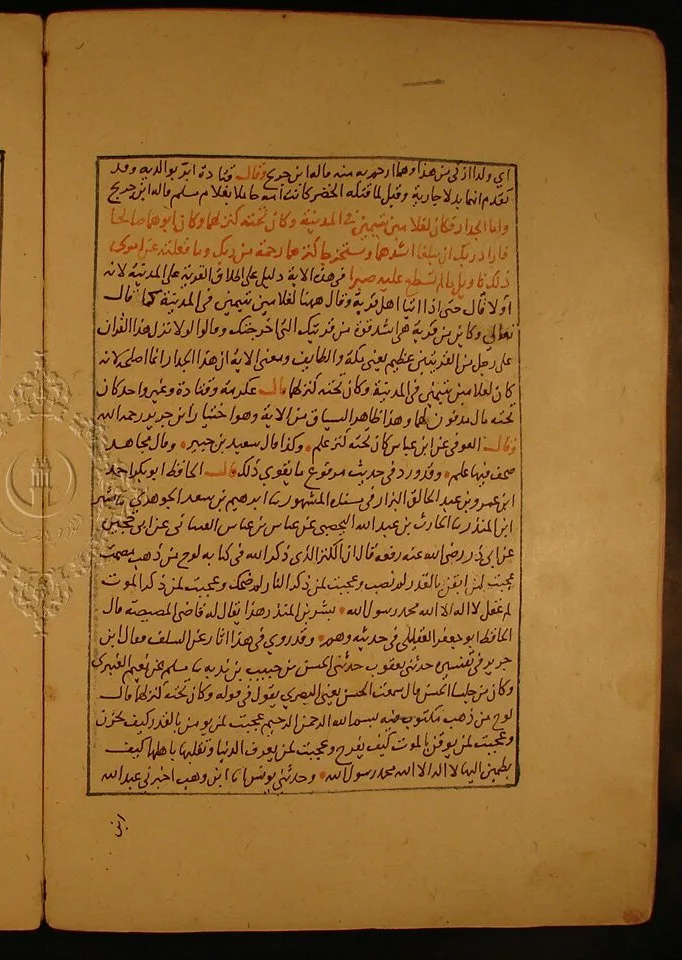 اي ولدا ازكى من هذا وهما ارحم به منه قاله ابن جريج وقال قتادة ابر بوالديه وقد
تقدم انهما بدلا جارية وقيل لما قتله الخضر كانت امه حاملا بغلام مسلم قاله ابن جريج
واما الجدار فكان لغلامين يتيمين في المدينة وكان تحته كنز لهما وكان ابوهما صالحا
فاراد ربك ان يبلغا اشدهما ويستخرجا كنزهما رحمة من ربك وما فعلته عن امري
ذلك تاويل ما لم تسطع عليه صبرا في هذه الاية دليل على اطلاق القرية على المدينة لانه
اولا قال حتى اذا اتيا اهل قرية وقال ههنا لغلامين يتيمين في المدينة كما قال
تعالى وكاين من قرية هي اشد قوة من قريتك التي اخرجتك وقالوا لولا نزل هذا القران
على رجل من القريتين عظيم يعني مكة والطايف ومعنى الاية ان هذا الجدار انما اصلحه لانه
كان لغلامين يتيمين في المدينة وكان تحته كنز لهما قال عكرمة وقتادة وغير واحد كان
تحته مال مدفون لهما وهذا ظاهر السياق من الاية وهو اختيار ابن جرير رحمه الله
وقال العوفي عن ابن عباس كان تحته كنز علم وكذا قال سعيد بن جبير وقال مجاهد
صحف فيها علم وقد ورد في حديث مرفوع ما يقوي ذلك قال الحافظ ابو بكر احمد
ابن عمرو بن عبد الخالق البزار في مسنده المشهور ثنا ابراهيم بن سعد الجوهري ثنا بشر
ابن المنذر ثنا الحارث بن عبد الله اليحصبي عن عياش بن عباس الغساني عن ابن حجيرة
عن ابي ذر رضي الله عنه رفعه قال ان الكنز الذي ذكر الله في كتابه لوح من ذهب مصمت
عجبت لمن ايقن بالقدر لم نصب وعجبت لمن ذكر النار لم ضحك وعجبت لمن ذكر الموت
لم غفل لا اله الا الله محمد رسول الله بشر بن المنذر هذا يقال له قاضي المصيصة قال
الحافظ ابو جعفر العقيلي في حديثه وهم وقد روي في هذا اثار عن السلف فقال ابن
جرير في تفسيره حدثني يعقوب حدثني الحسن بن حبيب بن ندبة ثنا سلمة عن نعيم العنبري
وكان من جلسا الحسن قال سمعت الحسن يعني البصري يقول في قوله وكان تحته كنز لهما قال
لوح من ذهب مكتوب فيه بسم الله الرحمن الرحيم عجبت لمن يومن بالقدر كيف يحزن
وعجبت لمن يوقن بالموت كيف يفرح وعجبت لمن يعرف الدنيا وتقلبها باهلها كيف
يطمين اليها لا اله الا الله محمد رسول الله وحدثني يونس انا ابن وهب اخبرني عبد الله